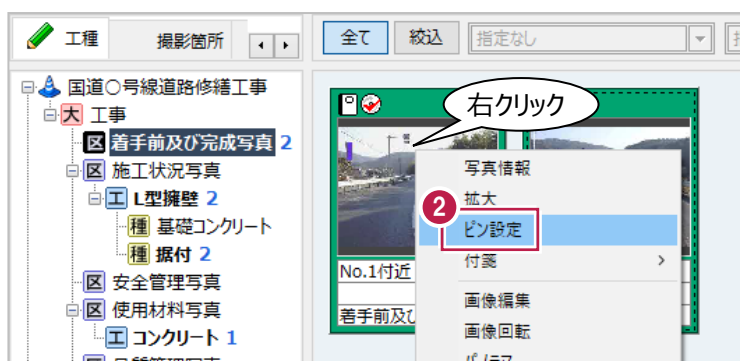 工種
撮影箇所
全て
絞込
指定なし
国道○号線道路修繕工事
大 工事
区 着手前及び完成写真 2
区 施工状況写真
工 L型擁壁 2
種 基礎コンクリート
種 据付 2
区 安全管理写真
区 使用材料写真
工 コンクリート 1
右クリック
No.1付近
着手前及び
写真情報
拡大
2
ピン設定
付箋
画像編集
画像回転